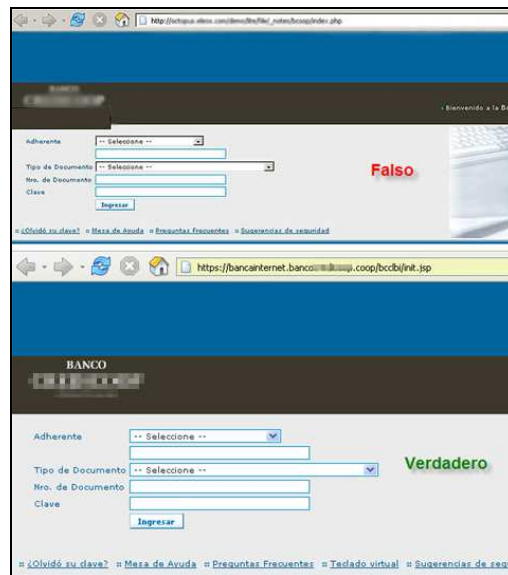 http://octopus.eleos.com/demo/lite/file/_notes/bcoop/index.php
BANCO
› Bienvenido a la B
Adherente -- Seleccione --
Tipo de Documento -- Seleccione --
Nro. de Documento
Falso
Clave
Ingresar
¿Olvidó su clave? Mesa de Ayuda Preguntas Frecuentes Sugerencias de seguridad
https://bancainternet.banco .coop/bcclbi/init.jsp
BANCO
Adherente -- Seleccione --
Tipo de Documento -- Seleccione --
Verdadero
Nro. de Documento
Clave
Ingresar
¿Olvidó su clave? Mesa de Ayuda Preguntas Frecuentes Teclado virtual Sugerencias de seg